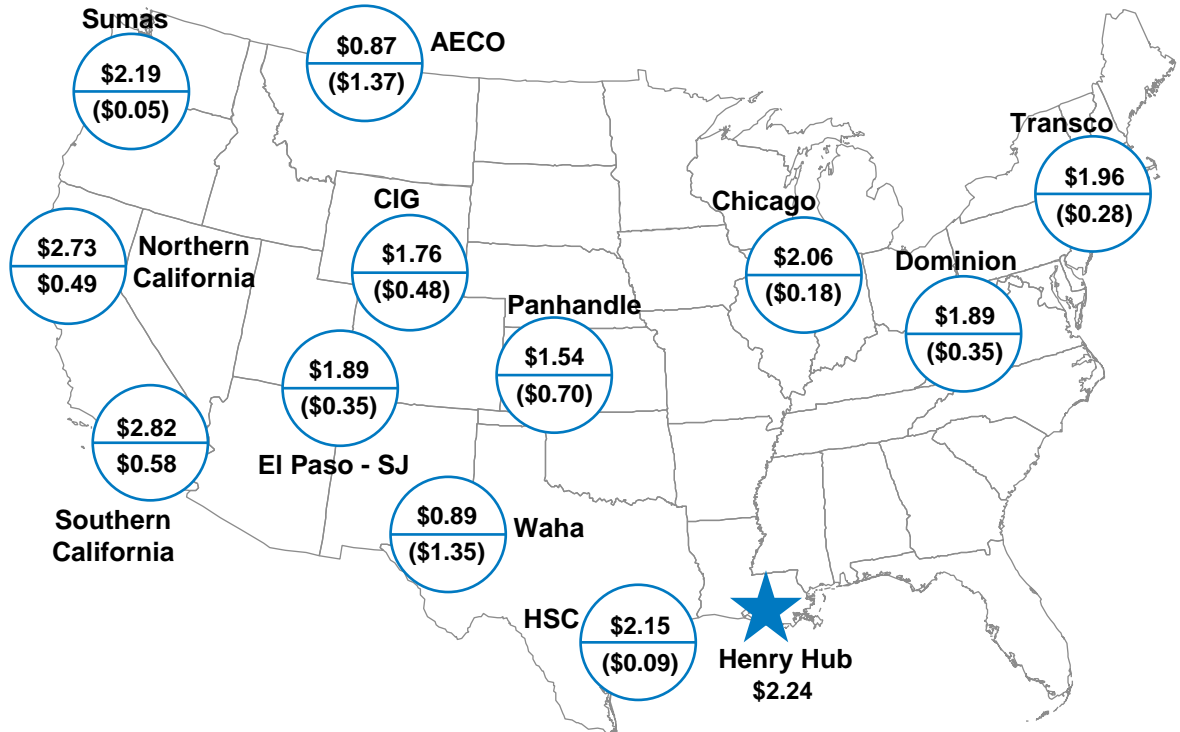 Sumas
$2.19
($0.05)
$0.87
($1.37)
AECO
Transco
$1.96
($0.28)
CIG
$1.76
($0.48)
Chicago
$2.06
($0.18)
$2.73
$0.49
Northern
California
Dominion
$1.89
($0.35)
Panhandle
$1.54
($0.70)
$1.89
($0.35)
El Paso - SJ
$2.82
$0.58
Southern
California
$0.89
($1.35)
Waha
HSC
$2.15
($0.09)
Henry Hub
$2.24